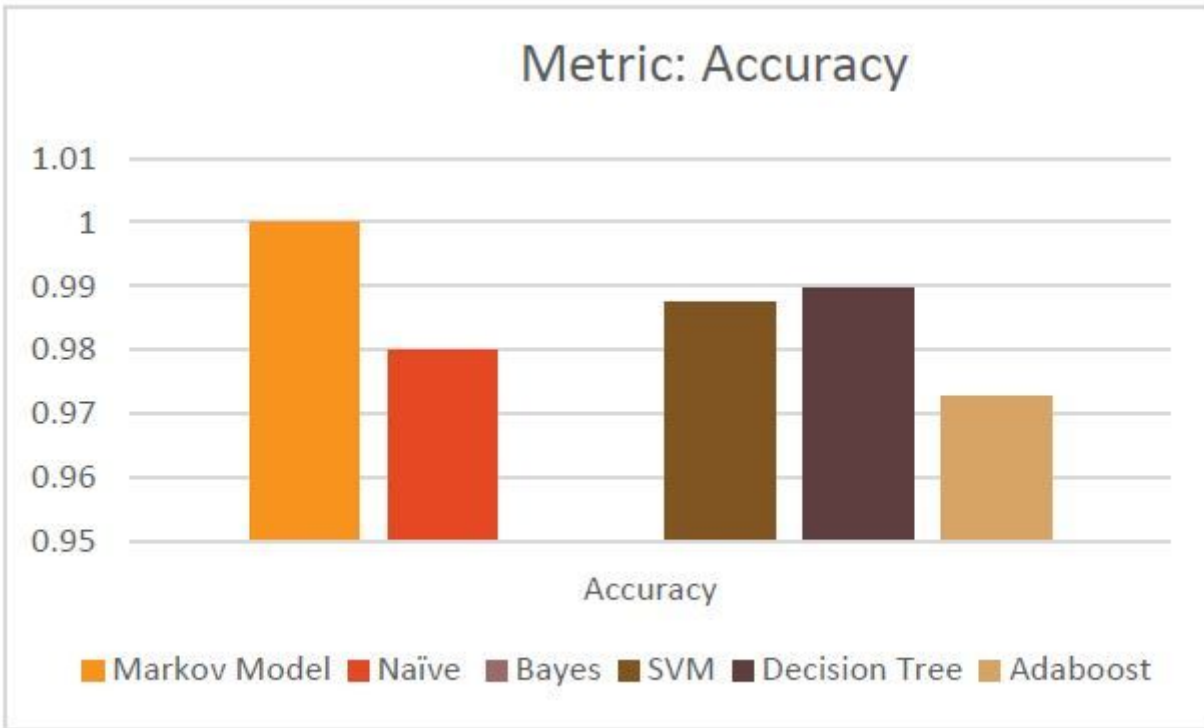 Metric: Accuracy
1.01
1
0.99
0.98
0.97
0.96
0.95
Accuracy
Markov Model Naïve Bayes SVM Decision Tree Adaboost